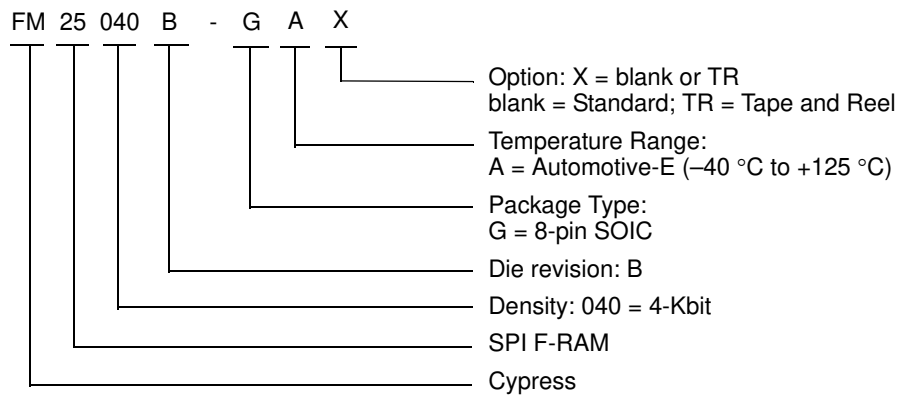 FM 25 040 B - G A X
Option: X = blank or TR
blank = Standard; TR = Tape and Reel
Temperature Range:
A = Automotive-E (–40 °C to +125 °C)
Package Type:
G = 8-pin SOIC
Die revision: B
Density: 040 = 4-Kbit
SPI F-RAM
Cypress